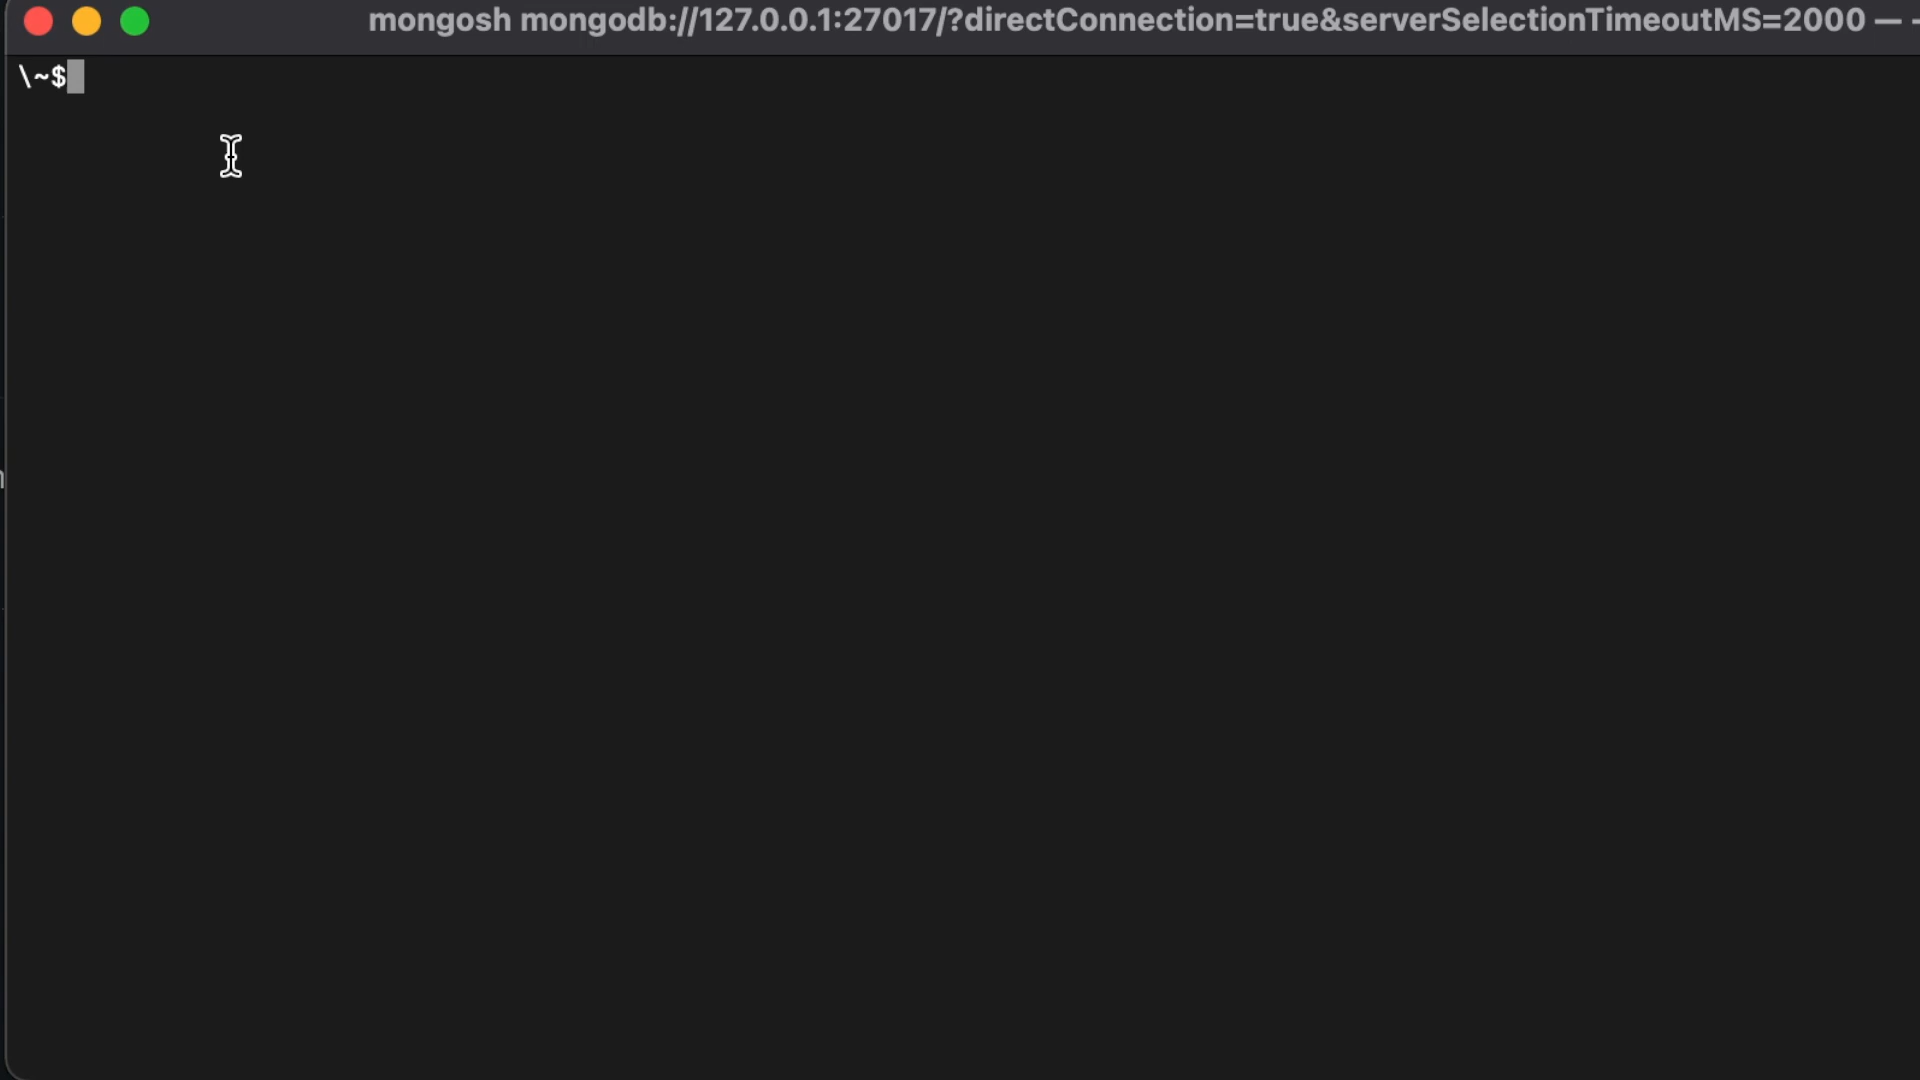 mongosh mongodb://127.0.0.1:27017/?directConnection=true&serverSelectionTimeoutMS=2000 — -
\~$